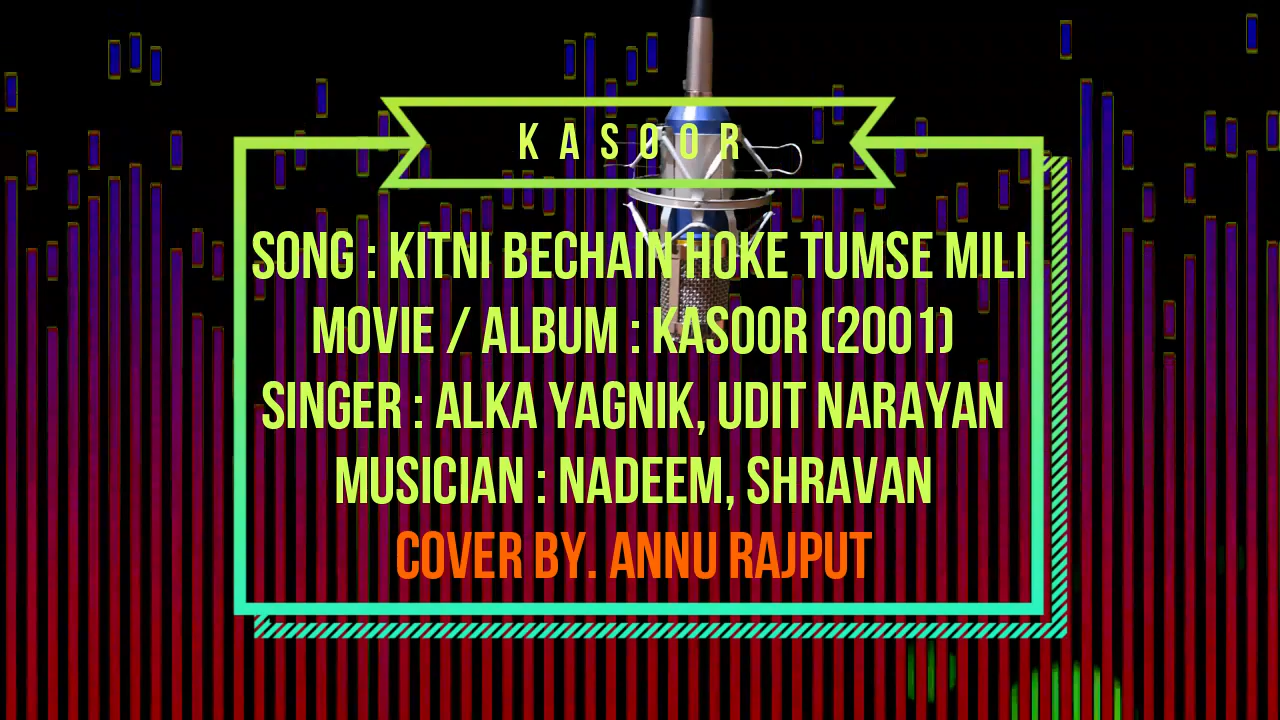 KASOOR
SONG : KITNI BECHAIN HOKE TUMSE MILI
MOVIE / ALBUM : KASOOR (2001)
SINGER : ALKA YAGNIK, UDIT NARAYAN
MUSICIAN : NADEEM, SHRAVAN
COVER BY. ANNU RAJPUT